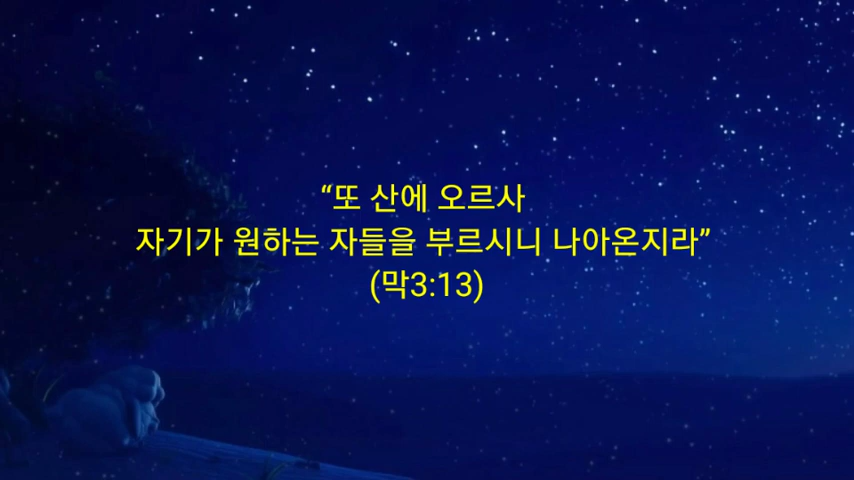 “또 산에 오르사
자기가 원하는 자들을 부르시니 나아온지라”
(막3:13)